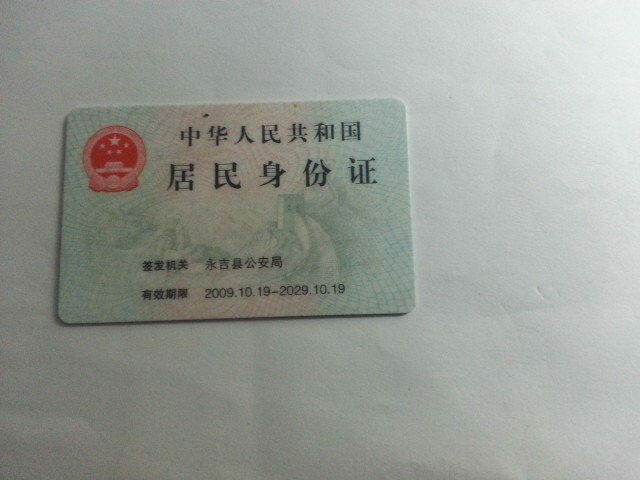 中华人民共和国
居民身份证
签发机关 永吉县公安局
有效期限 2009.10.19-2029.10.19